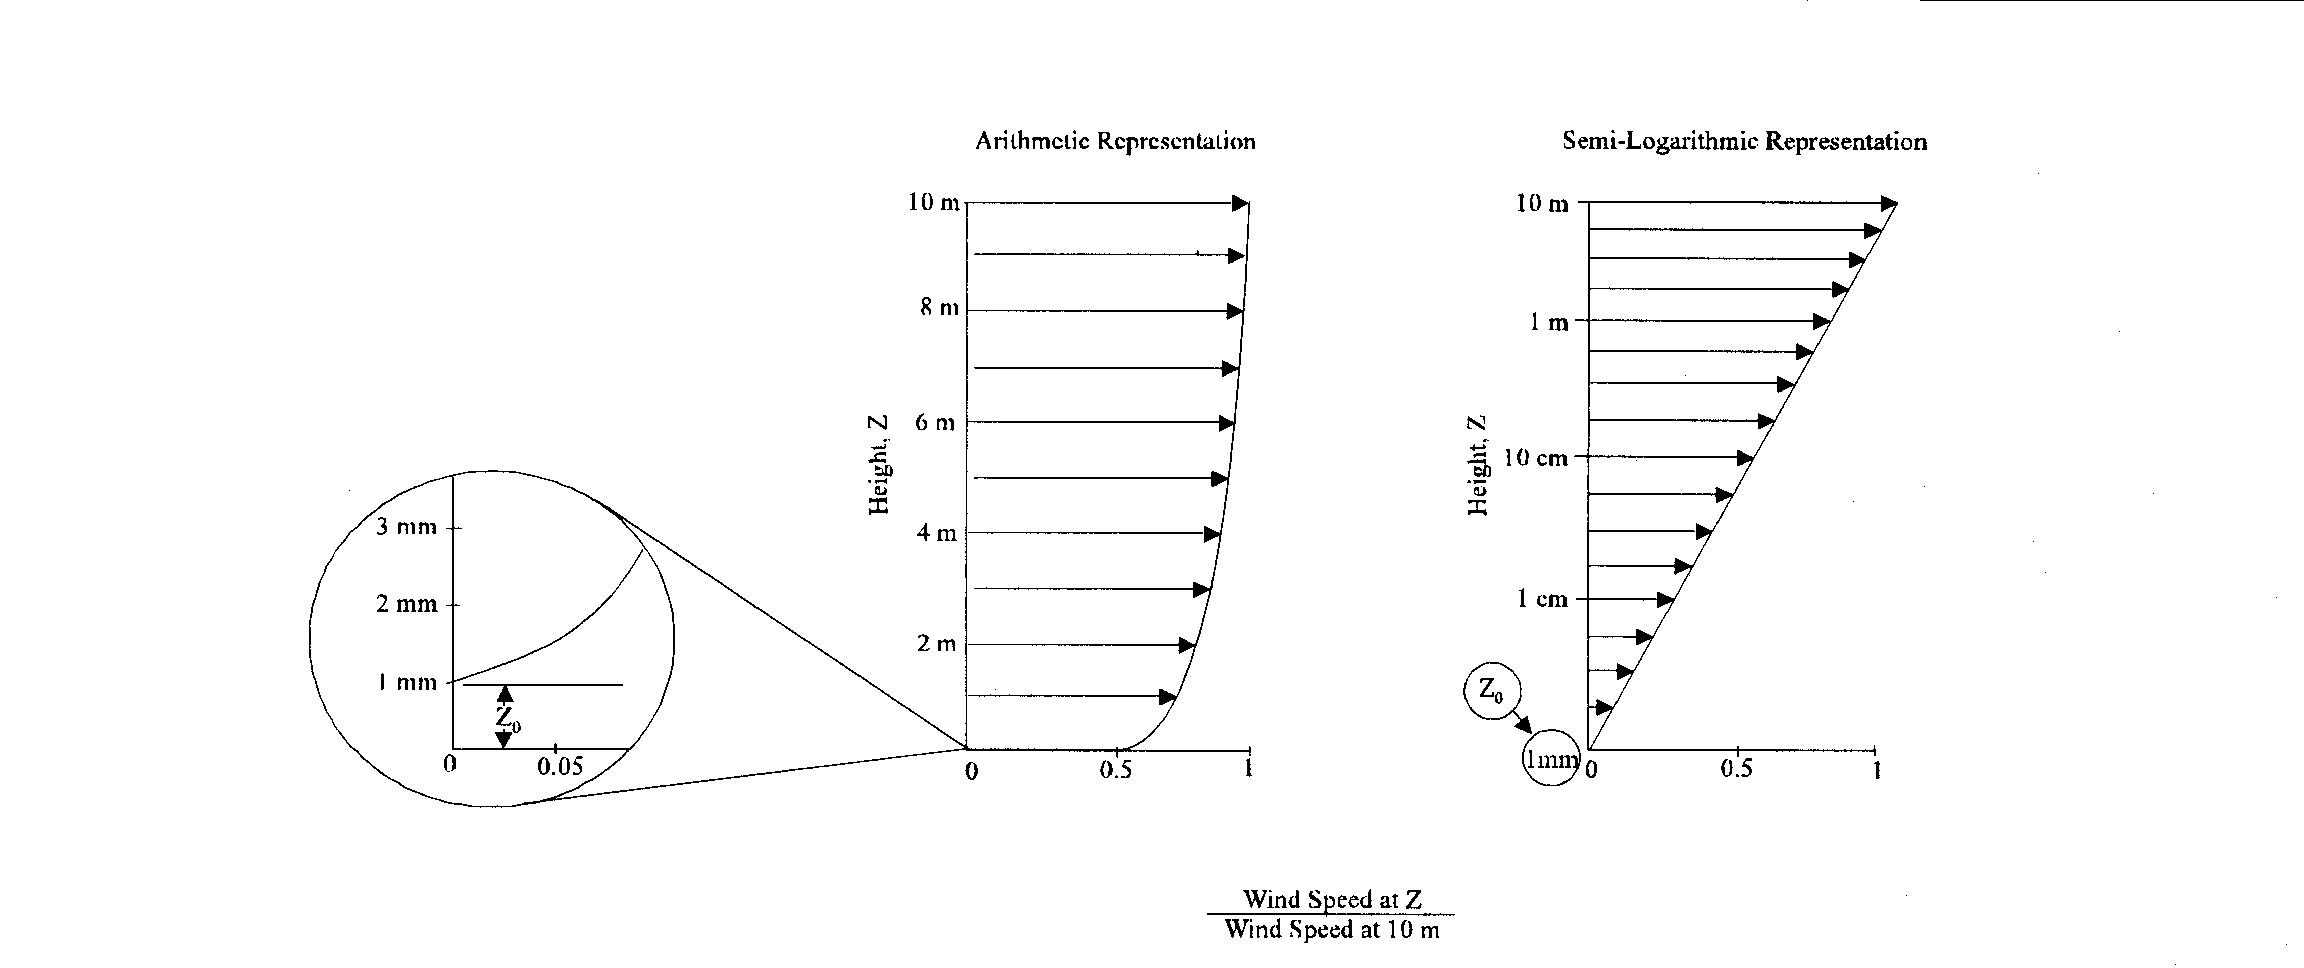 Arithmetic Representation
10 m
8 m
6 m
4 m
2 m
Height, Z
0
0.5
1
3 mm
2 mm
1 mm
Z0
0
0.05
Semi-Logarithmic Representation
10 m
1 m
10 cm
1 cm
Height, Z
Z0
1mm
0
0.5
1
Wind Speed at Z
Wind Speed at 10 m